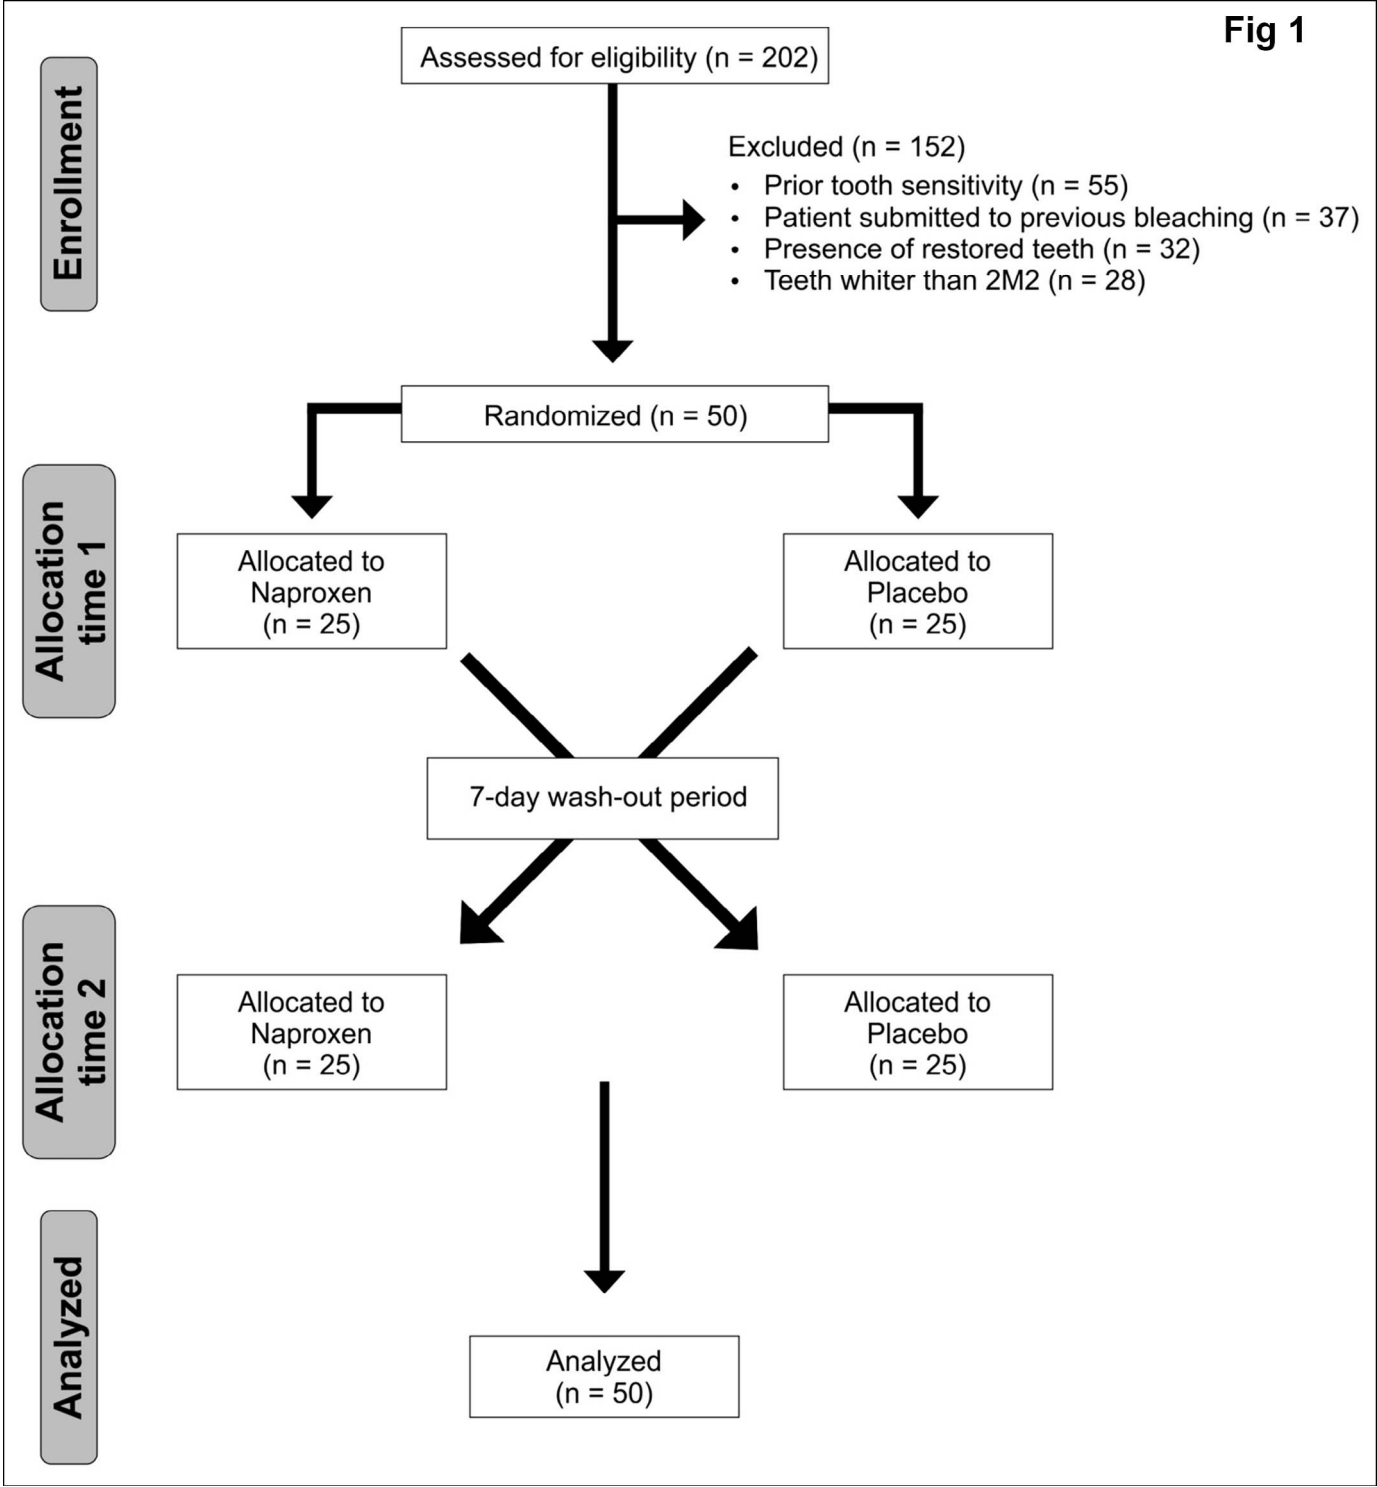 Fig 1
Enrollment
Assessed for eligibility (n = 202)
Excluded (n = 152)
• Prior tooth sensitivity (n = 55)
• Patient submitted to previous bleaching (n = 37)
• Presence of restored teeth (n = 32)
• Teeth whiter than 2M2 (n = 28)
Randomized (n = 50)
Allocation
time 1
Allocated to
Naproxen
(n = 25)
Allocated to
Placebo
(n = 25)
7-day wash-out period
Allocation
time 2
Allocated to
Naproxen
(n = 25)
Allocated to
Placebo
(n = 25)
Analyzed
Analyzed
(n = 50)